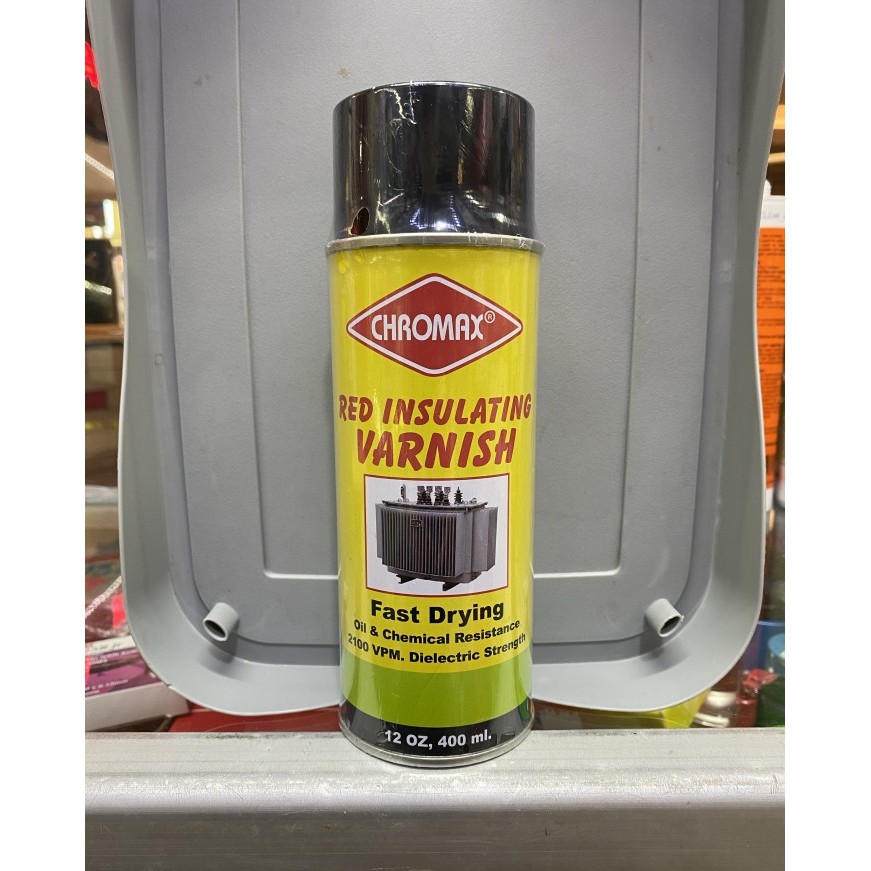 CHROMAX®
RED INSULATING
VARNISH
Fast Drying
Oil & Chemical Resistance
2100 VPM. Dielectric Strength
12 OZ, 400 ml.